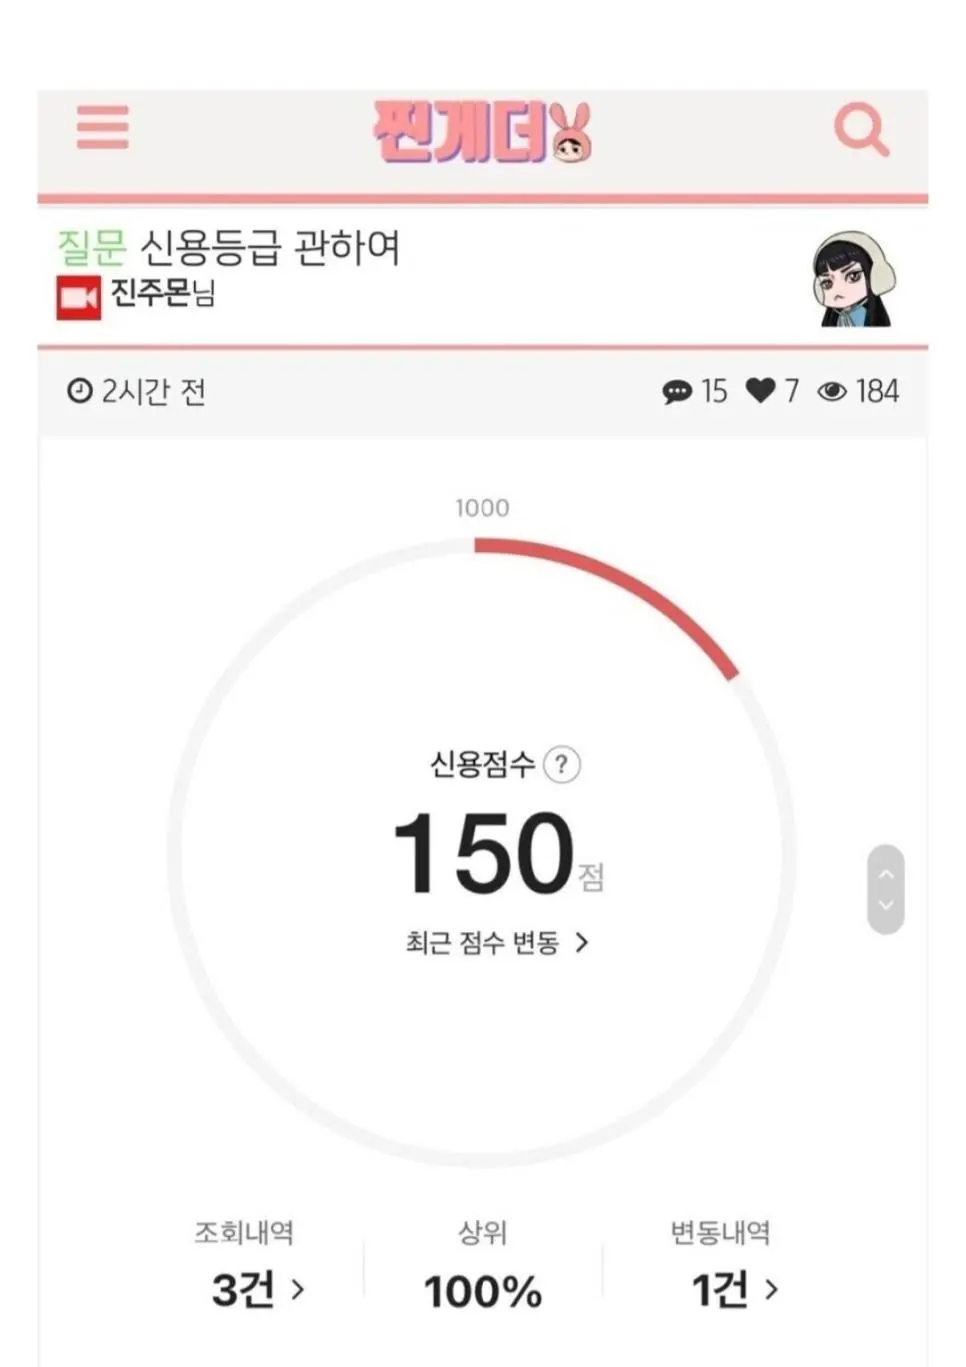 찐게더
질문 신용등급 관하여
진주몬님
2시간 전 15 7 184
1000
신용점수 ?
150점
최근 점수 변동 >
조회내역 상위 변동내역
3건 > 100% 1건 >